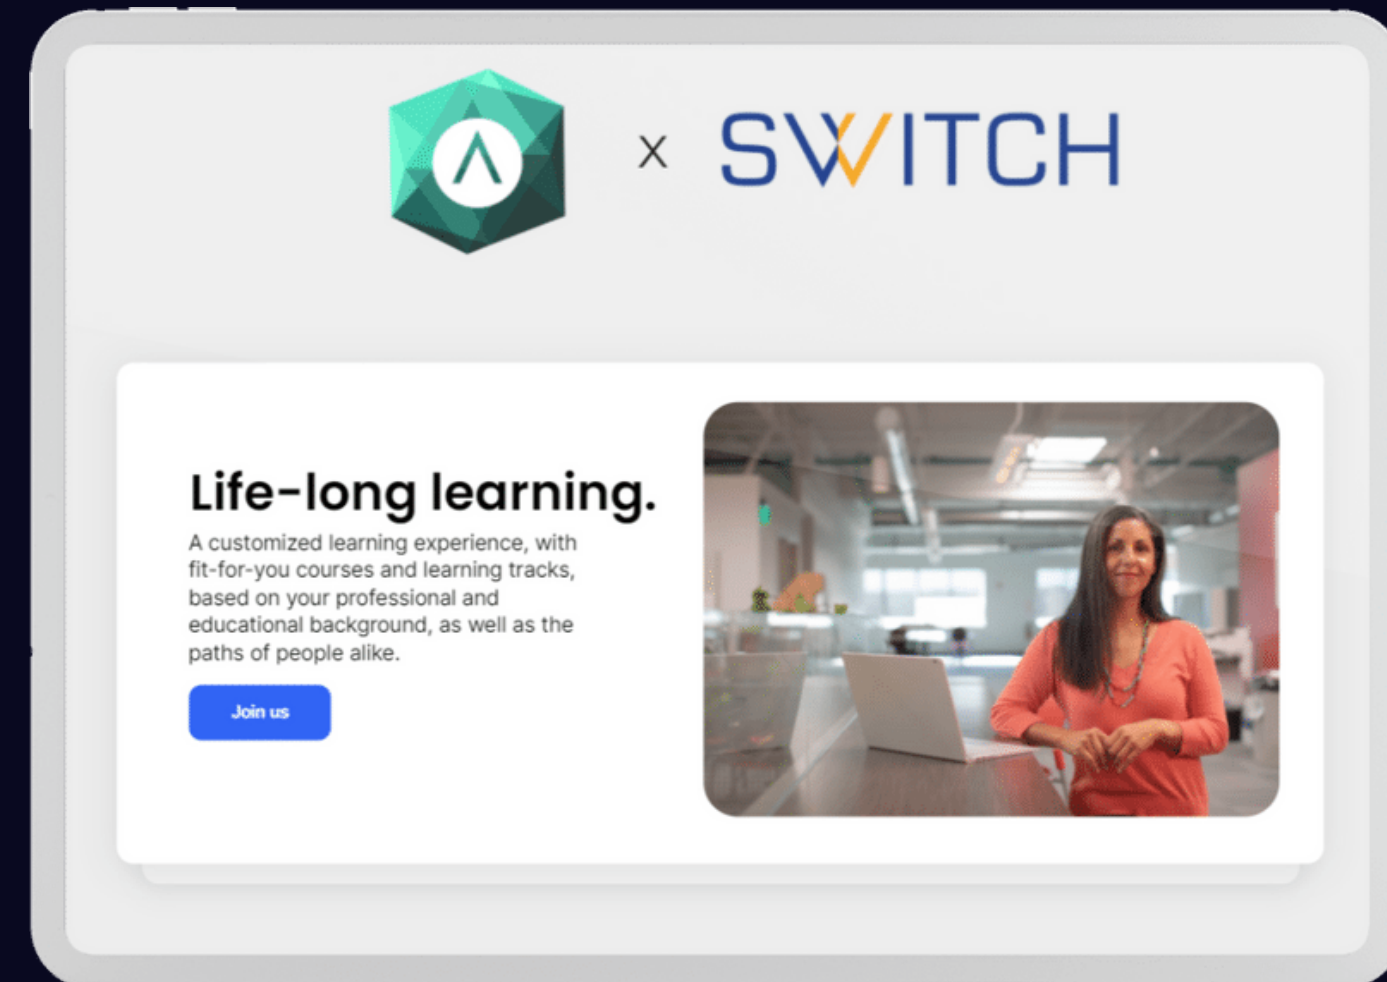 x SWITCH
Life-long learning.
A customized learning experience, with
fit-for-you courses and learning tracks,
based on your professional and
educational background, as well as the
paths of people alike.
Join us